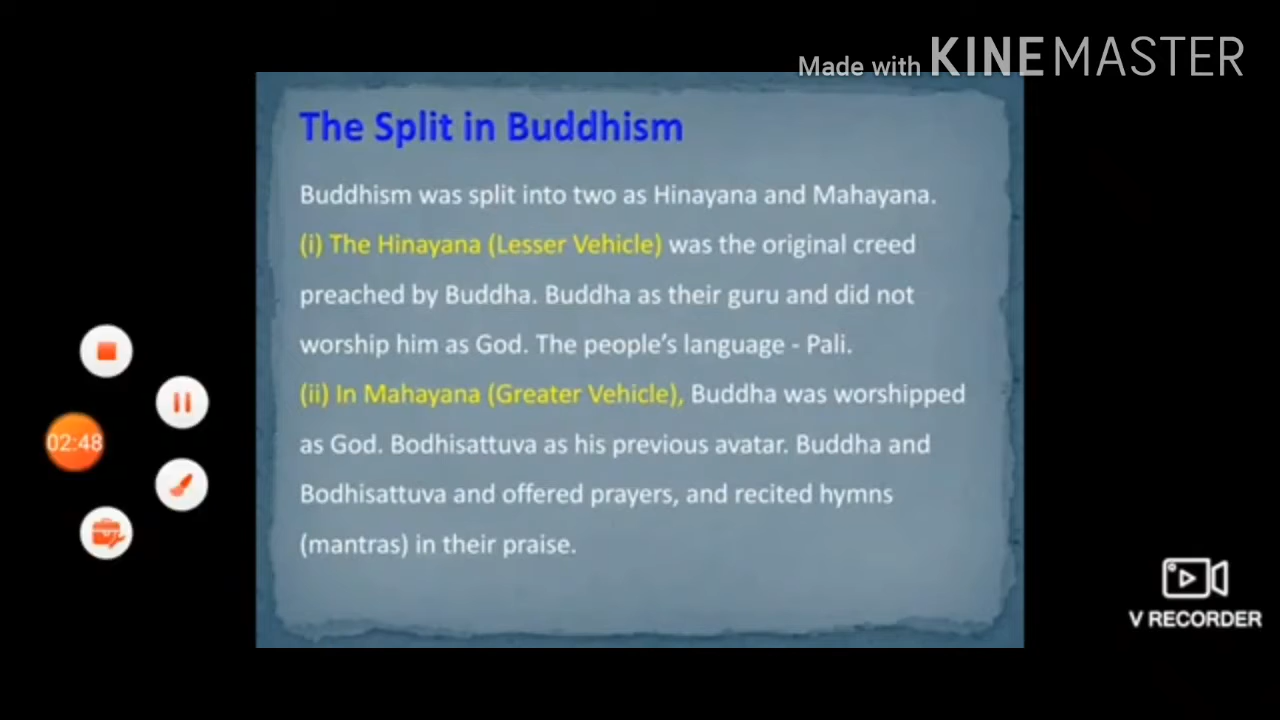 Made with KINEMASTER
The Split in Buddhism
Buddhism was split into two as Hinayana and Mahayana.
(i) The Hinayana (Lesser Vehicle) was the original creed
preached by Buddha. Buddha as their guru and did not
worship him as God. The people's language - Pali.
(ii) In Mahayana (Greater Vehicle), Buddha was worshipped
as God. Bodhisattuva as his previous avatar. Buddha and
Bodhisattuva and offered prayers, and recited hymns
(mantras) in their praise.
02:48
V RECORDER